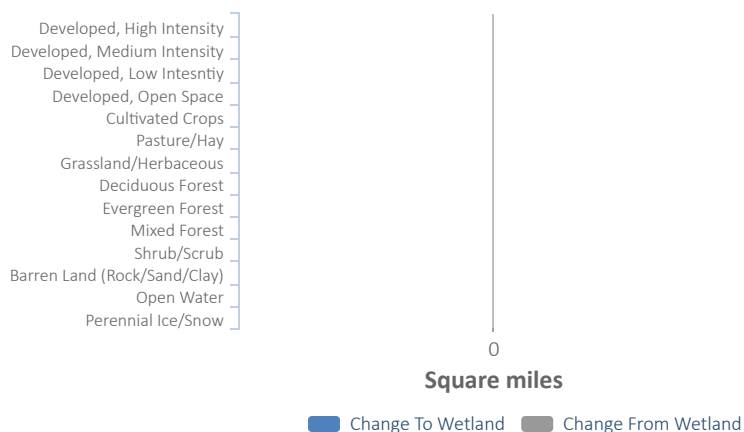 Developed, High Intensity
Developed, Medium Intensity
Developed, Low Intesntiy
Developed, Open Space
Cultivated Crops
Pasture/Hay
Grassland/Herbaceous
Deciduous Forest
Evergreen Forest
Mixed Forest
Shrub/Scrub
Barren Land (Rock/Sand/Clay)
Open Water
Perennial Ice/Snow
0
Square miles
Change To Wetland Change From Wetland